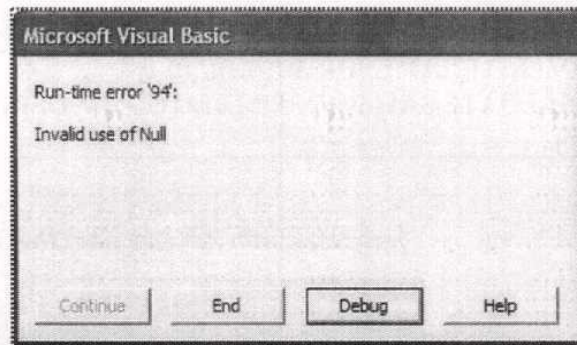 Microsoft Visual Basic
Run-time error '94':
Invalid use of Null
Continue
End
Debug
Help